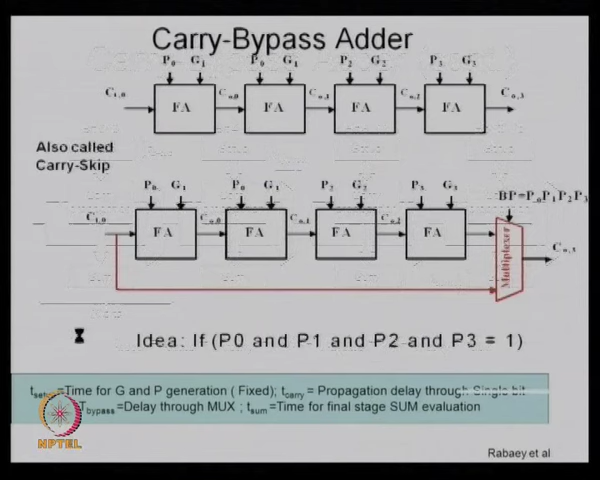 Carry-Bypass Adder
P0 G1 P0 G1 P2 G2 P3 G3
Ci,0 FA Co,0 FA Co,1 FA Co,2 FA Co,3
Also called
Carry-Skip
P0 G1 P0 G1 P2 G2 P3 G3
BP=PoP1P2P3
Ci,0 FA Co,0 FA Co,1 FA Co,2 FA Multiplexer Co,3
Idea: If (P0 and P1 and P2 and P3 = 1)
tsetup=Time for G and P generation ( Fixed); tcarry = Propagation delay through Single bit
Tbypass=Delay through MUX ; tsum=Time for final stage SUM evaluation
NPTEL
Rabaey et al